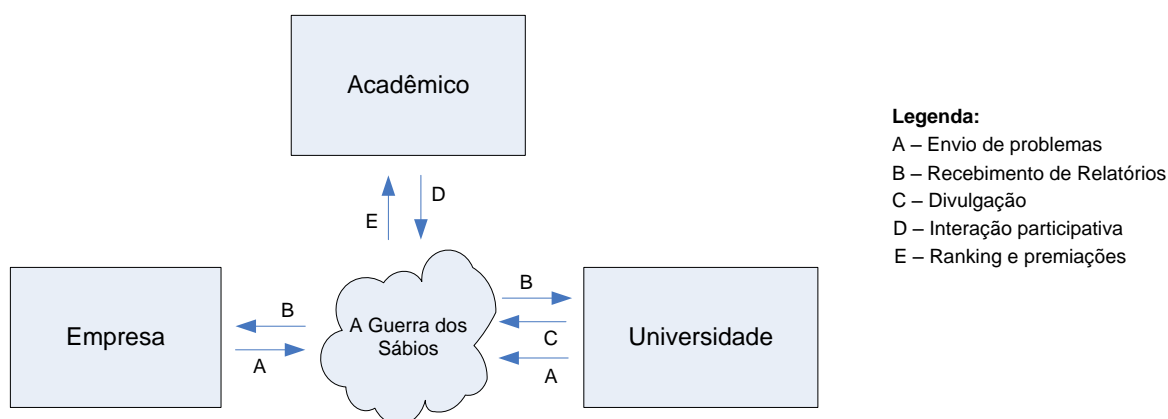 Acadêmico
Legenda:
A – Envio de problemas
B – Recebimento de Relatórios
C – Divulgação
D – Interação participativa
E – Ranking e premiações
D
E
Empresa
B
A
A Guerra dos
Sábios
B
C
A
Universidade